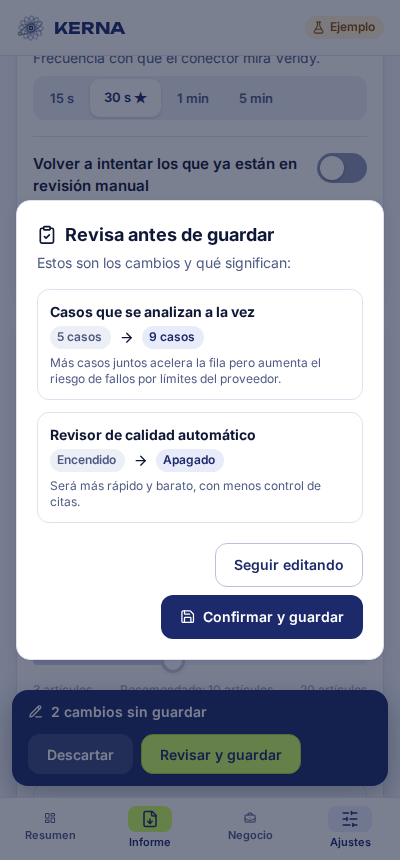 KERNA
Ejemplo
Frecuencia con que el conector mira Veridy.
15 s
30 s ★
1 min
5 min
Volver a intentar los que ya están en
revisión manual
Revisa antes de guardar
Estos son los cambios y qué significan:
Casos que se analizan a la vez
5 casos → 9 casos
Más casos juntos acelera la fila pero aumenta el
riesgo de fallos por límites del proveedor.
Revisor de calidad automático
Encendido → Apagado
Será más rápido y barato, con menos control de
citas.
Seguir editando
Confirmar y guardar
3 artículos
Recomendado: 10 artículos
20 artículos
2 cambios sin guardar
Descartar
Revisar y guardar
Resumen
Informe
Negocio
Ajustes